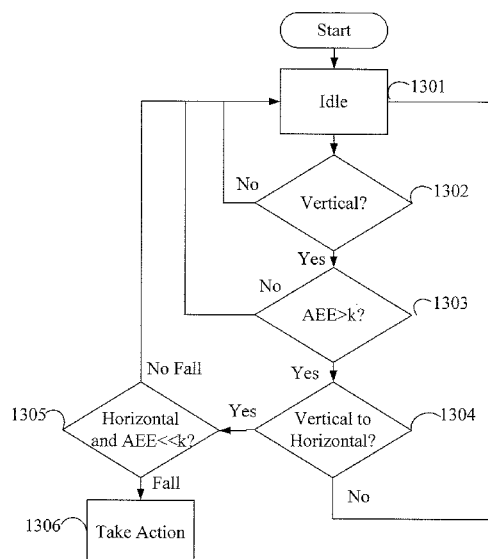 Start
Idle
1301
No
Vertical?
1302
Yes
No
AEE>k?
1303
Yes
No Fall
1305
Horizontal
and AEE<<k?
Yes
Vertical to
Horizontal?
1304
Fall
No
1306
Take Action